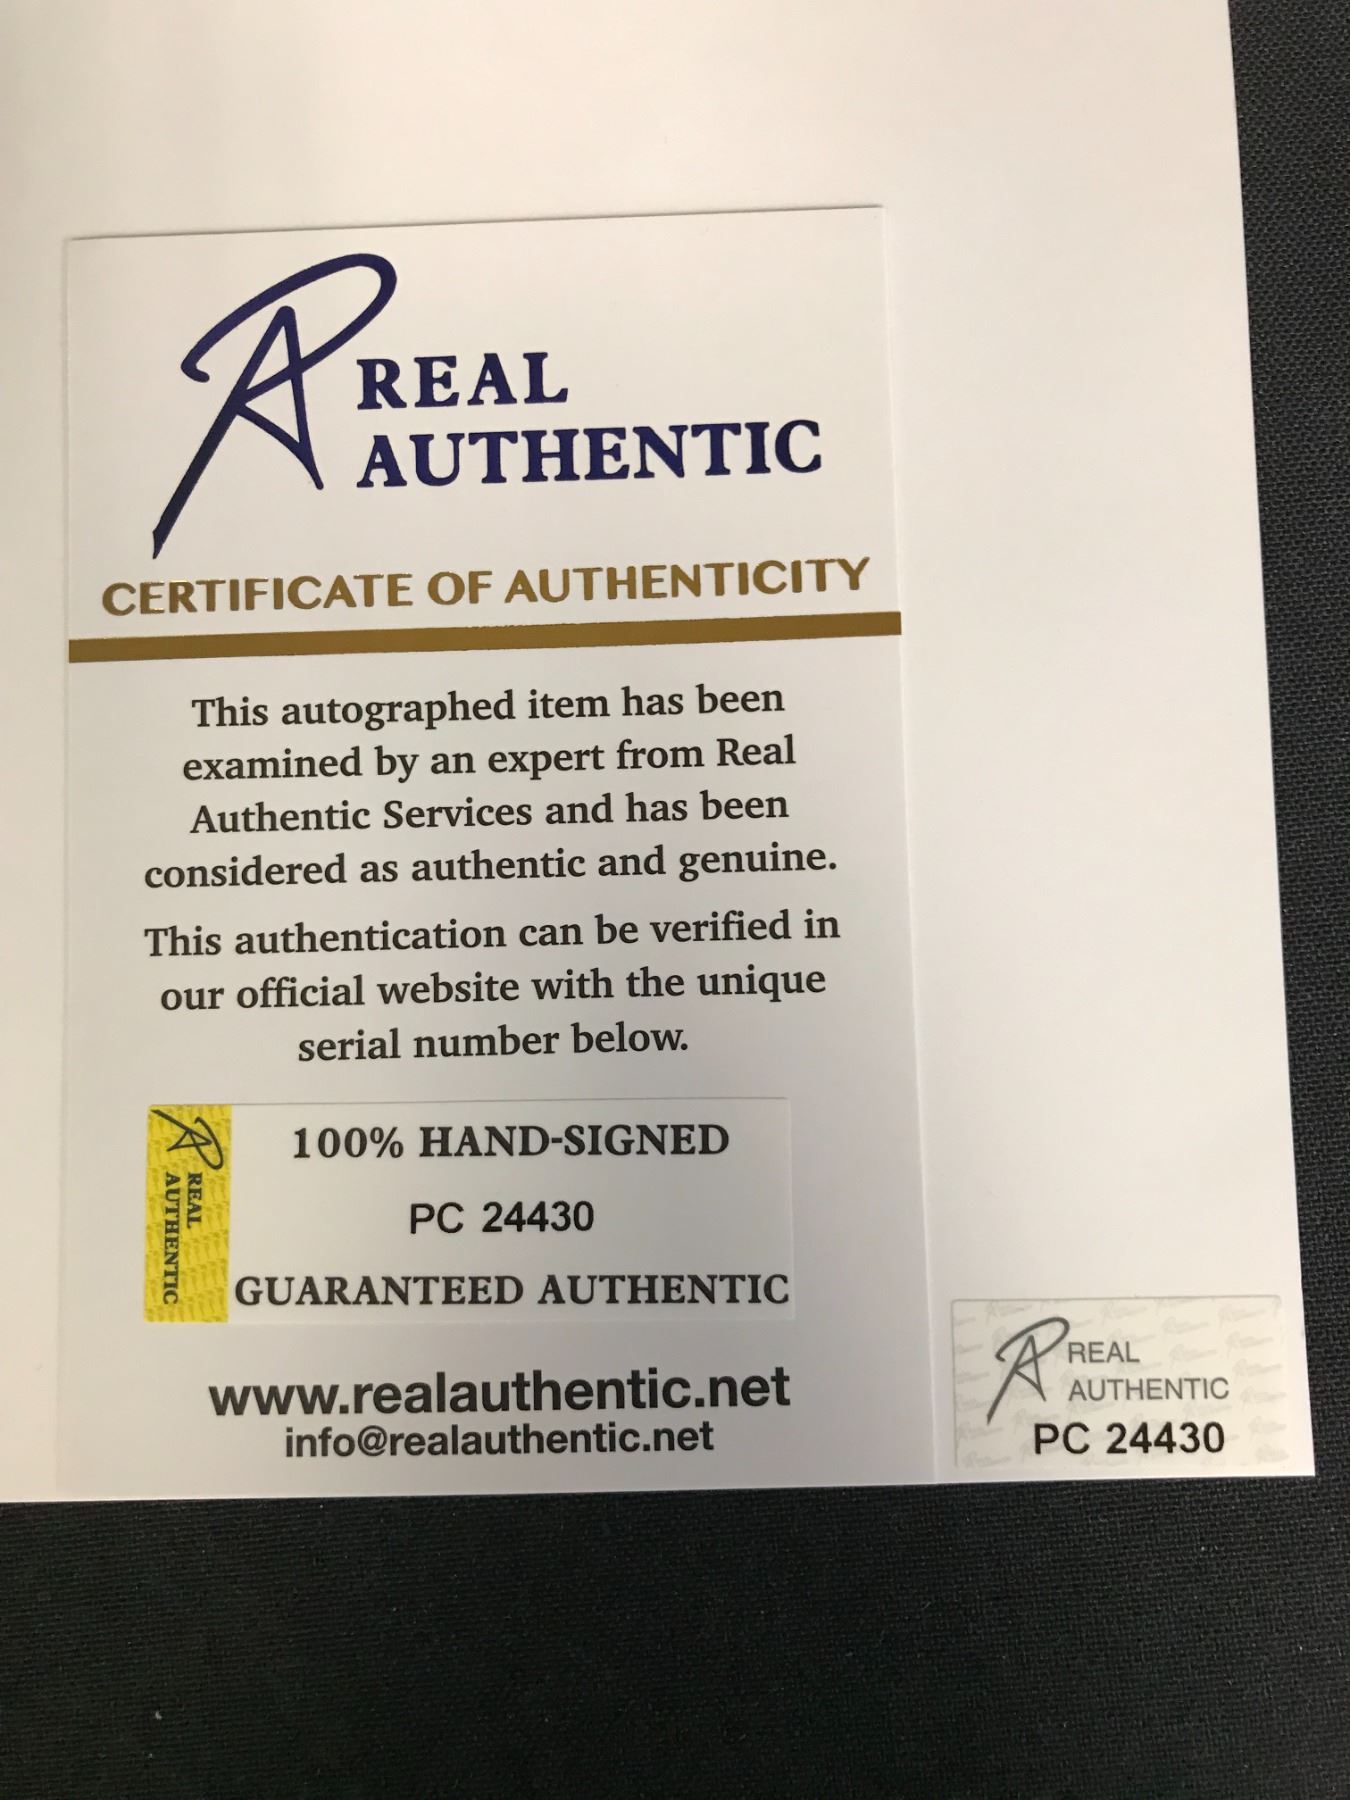 REAL
AUTHENTIC
CERTIFICATE OF AUTHENTICITY
This autographed item has been
examined by an expert from Real
Authentic Services and has been
considered as authentic and genuine.
This authentication can be verified in
our official website with the unique
serial number below.
REAL
AUTHENTIC
100% HAND-SIGNED
PC 24430
GUARANTEED AUTHENTIC
www.realauthentic.net
info@realauthentic.net
REAL
AUTHENTIC
PC 24430